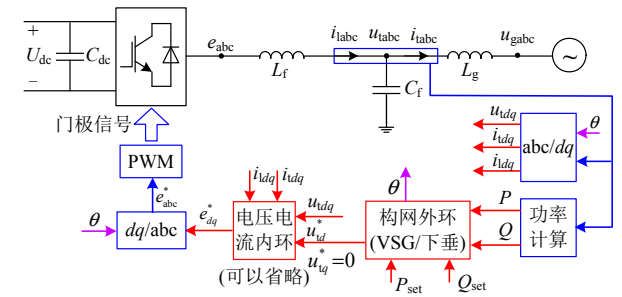 +
U_dc
−
C_dc
e_abc
L_f
i_labc
u_tabc
i_tabc
C_f
L_g
u_gabc
~
门极信号
PWM
e*_abc
θ
dq/abc
e*_dq
i_ldq
i_tdq
电压电
流内环
(可以省略)
u_tdq
u*_td
u*_tq=0
θ
构网外环
(VSG/下垂)
P_set
Q_set
P
Q
功率
计算
u_tdq
i_tdq
i_ldq
abc/dq
θ